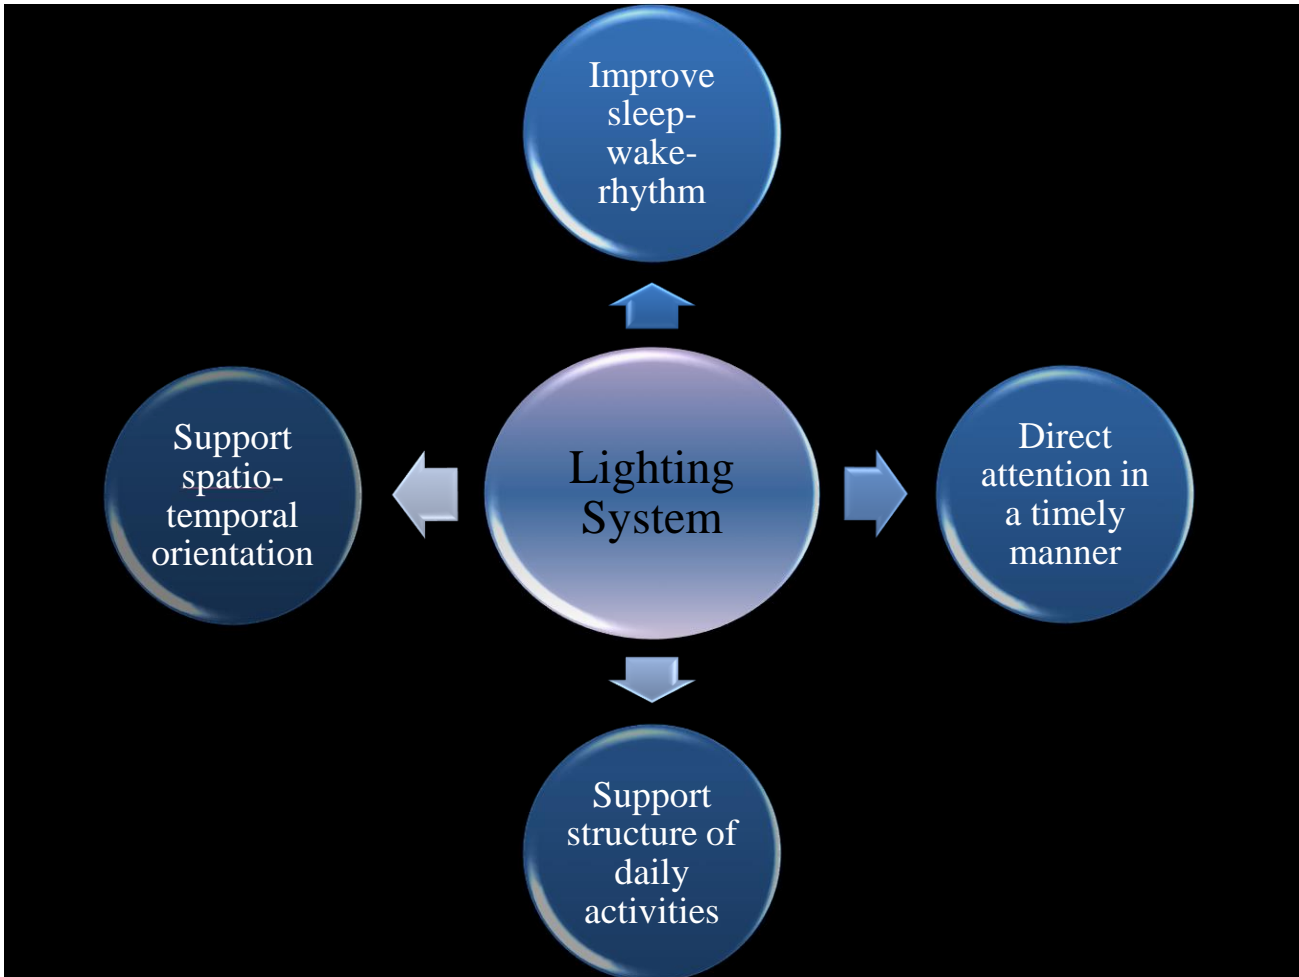 Improve
sleep-
wake-
rhythm
Support
spatio-
temporal
orientation
Lighting
System
Direct
attention in
a timely
manner
Support
structure of
daily
activities